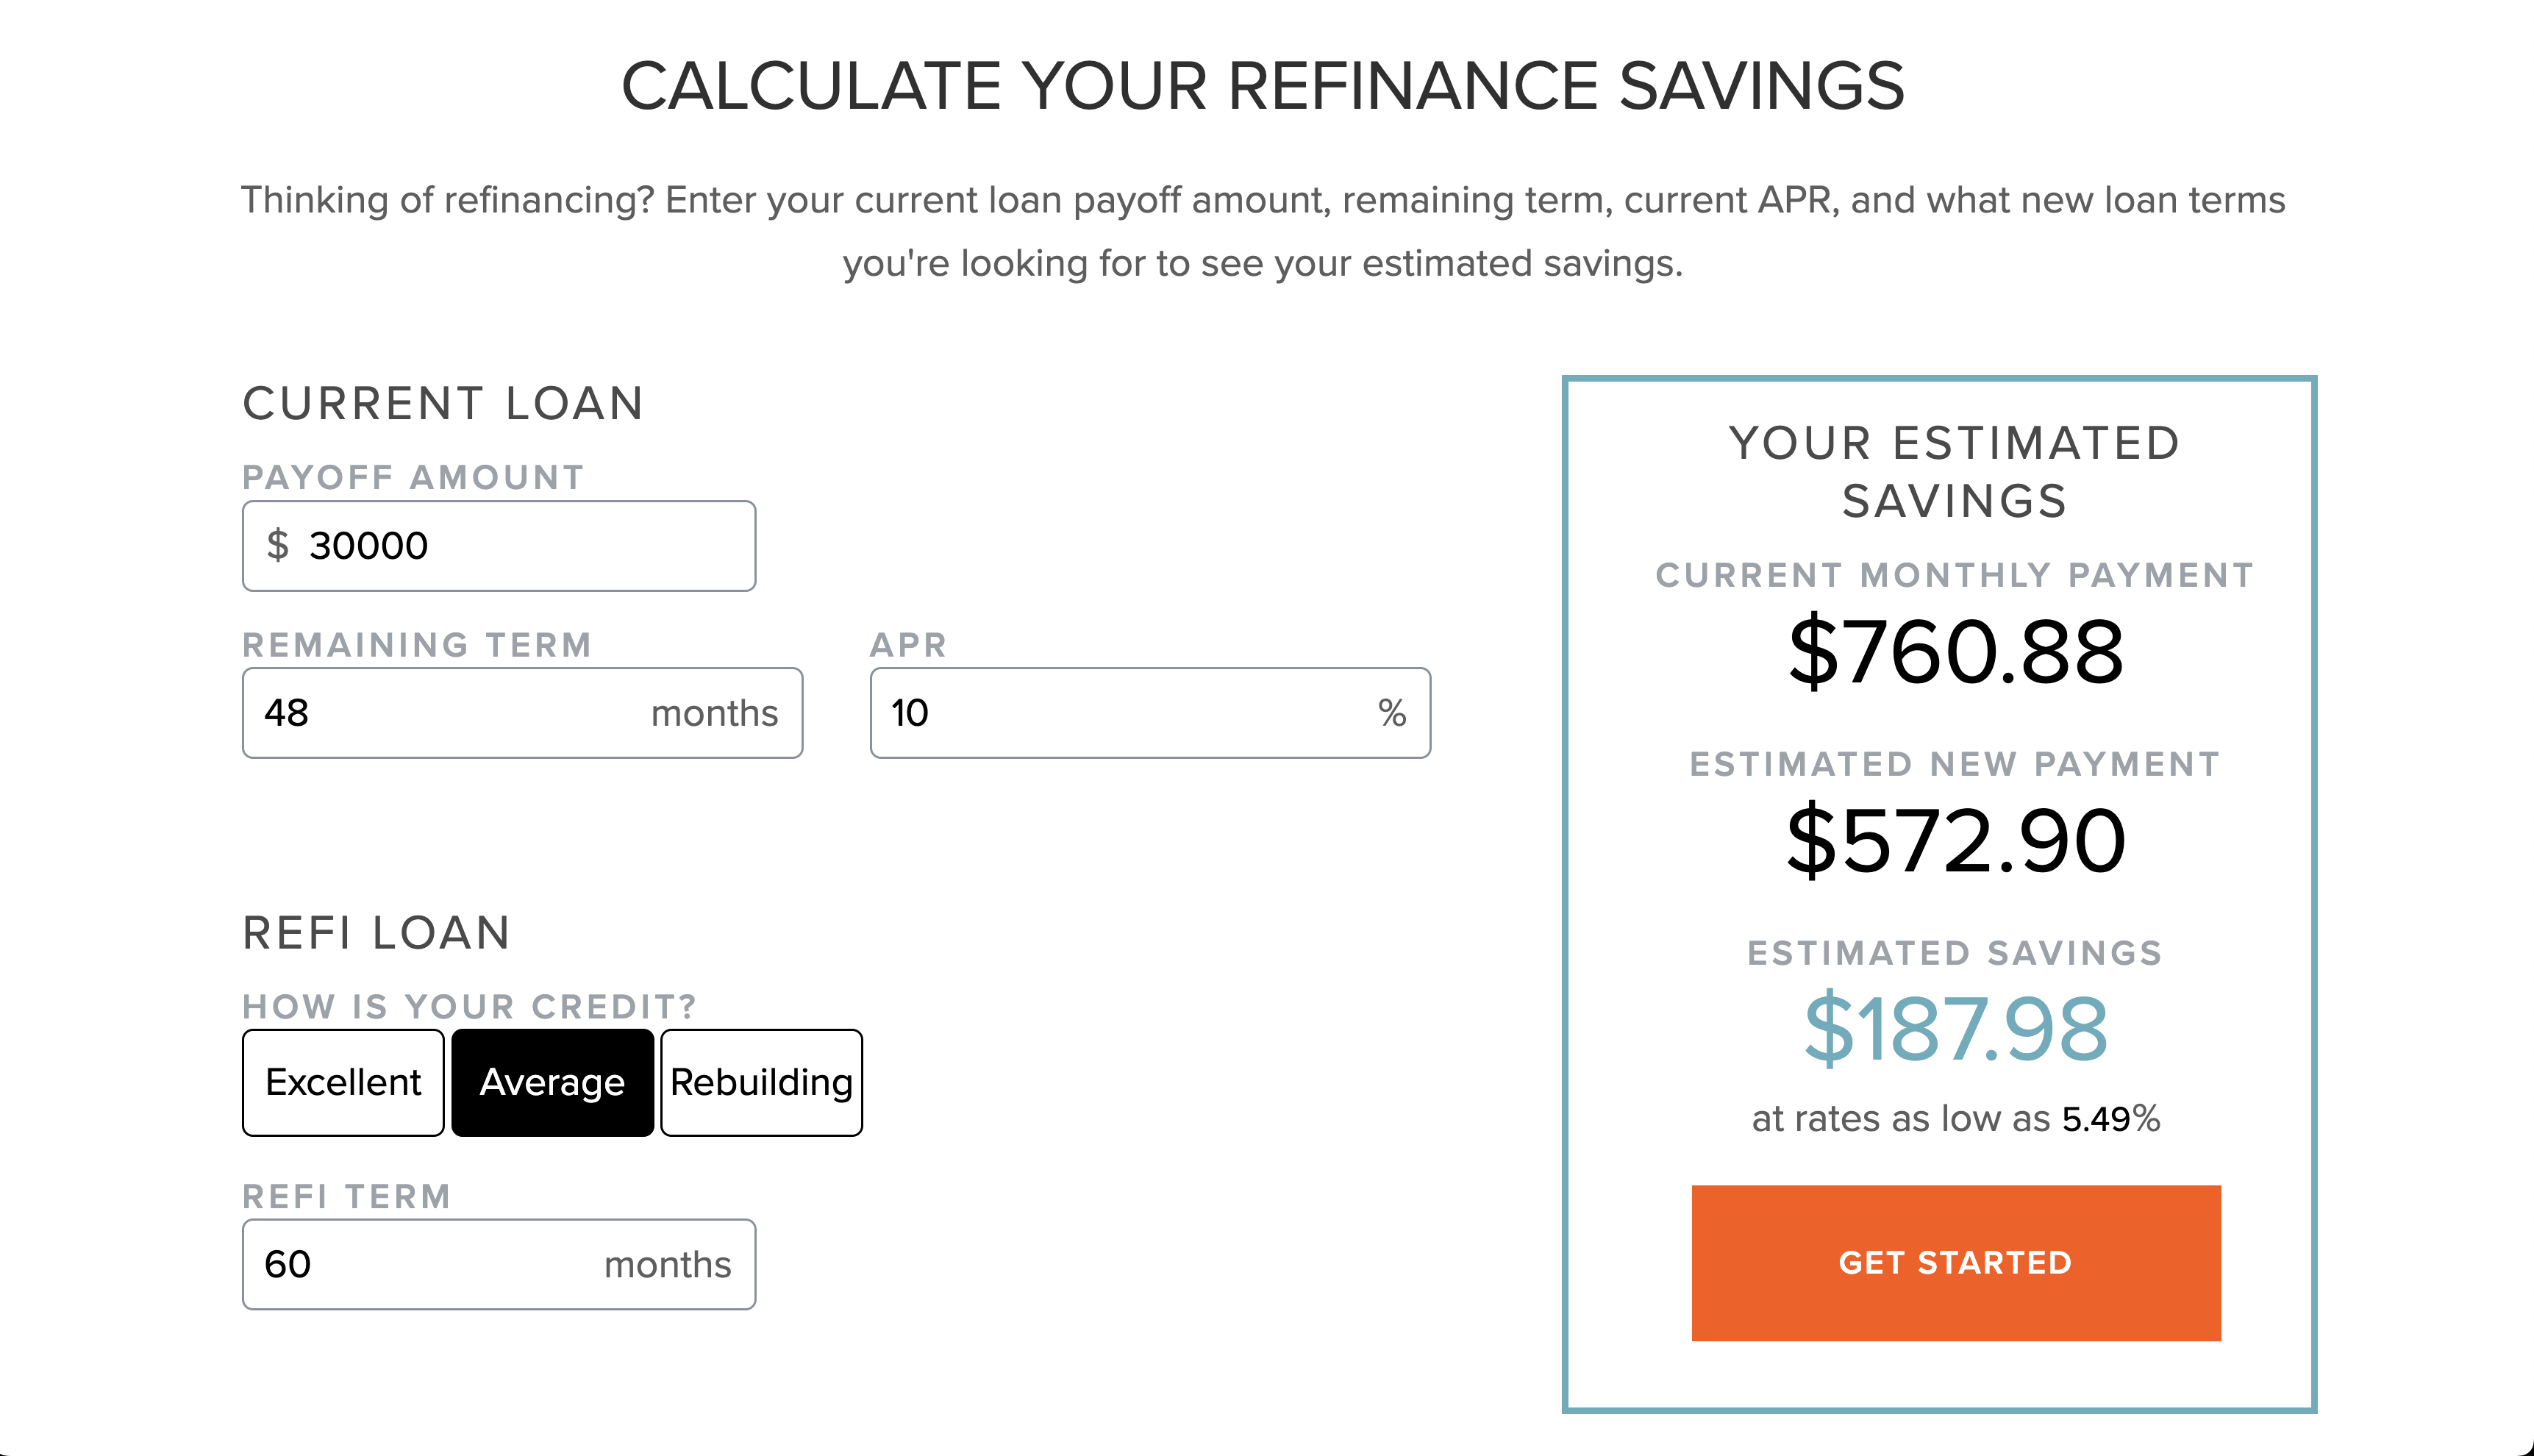 CALCULATE YOUR REFINANCE SAVINGS
Thinking of refinancing? Enter your current loan payoff amount, remaining term, current APR, and what new loan terms
you're looking for to see your estimated savings.
CURRENT LOAN
PAYOFF AMOUNT
$ 30000
REMAINING TERM
48 months
APR
10 %
REFI LOAN
HOW IS YOUR CREDIT?
Excellent Average Rebuilding
REFI TERM
60 months
YOUR ESTIMATED
SAVINGS
CURRENT MONTHLY PAYMENT
$760.88
ESTIMATED NEW PAYMENT
$572.90
ESTIMATED SAVINGS
$187.98
at rates as low as 5.49%
GET STARTED